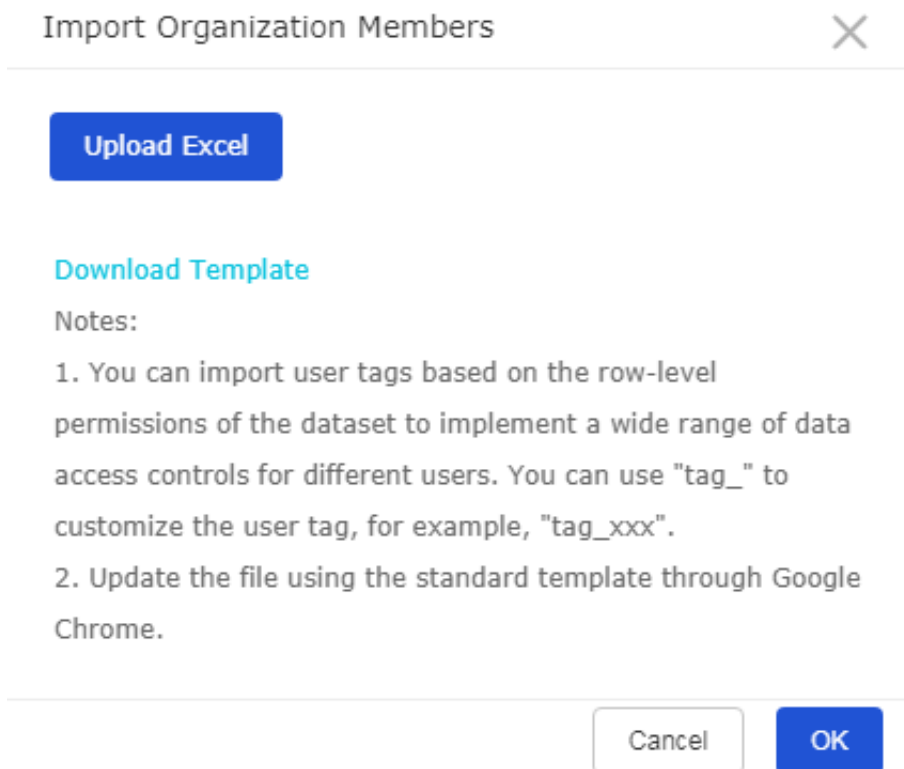 Import Organization Members
Upload Excel
Download Template
Notes:
1. You can import user tags based on the row-level
permissions of the dataset to implement a wide range of data
access controls for different users. You can use "tag_" to
customize the user tag, for example, "tag_xxx".
2. Update the file using the standard template through Google
Chrome.
Cancel
OK